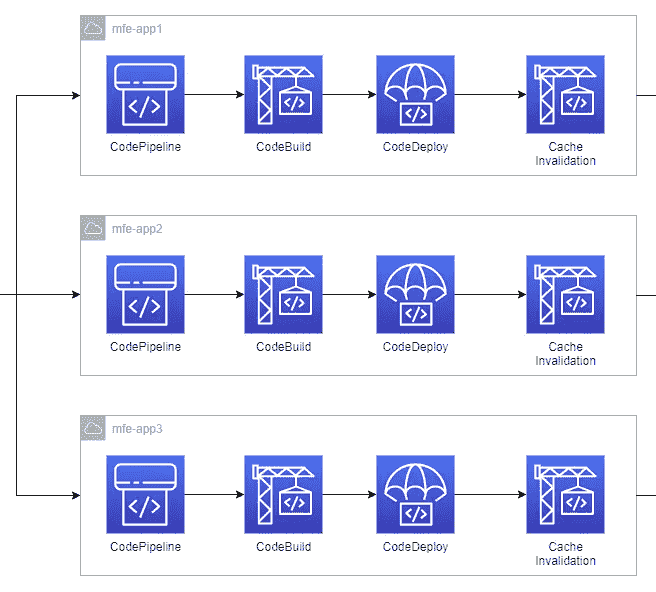 mfe-app1
</>
</>
</>
</>
CodePipeline
CodeBuild
CodeDeploy
Cache
Invalidation
mfe-app2
</>
</>
</>
</>
CodePipeline
CodeBuild
CodeDeploy
Cache
Invalidation
mfe-app3
</>
</>
</>
</>
CodePipeline
CodeBuild
CodeDeploy
Cache
Invalidation